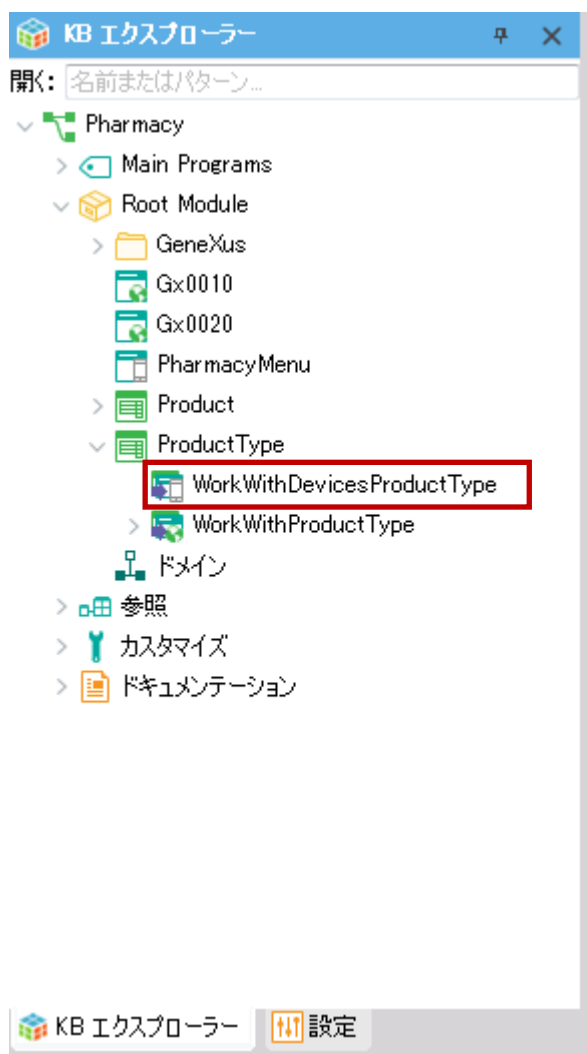 KB エクスプローラー
開く: 名前またはパターン...
Pharmacy
Main Programs
Root Module
GeneXus
Gx0010
Gx0020
PharmacyMenu
Product
ProductType
WorkWithDevicesProductType
WorkWithProductType
ドメイン
参照
カスタマイズ
ドキュメンテーション
KB エクスプローラー 設定